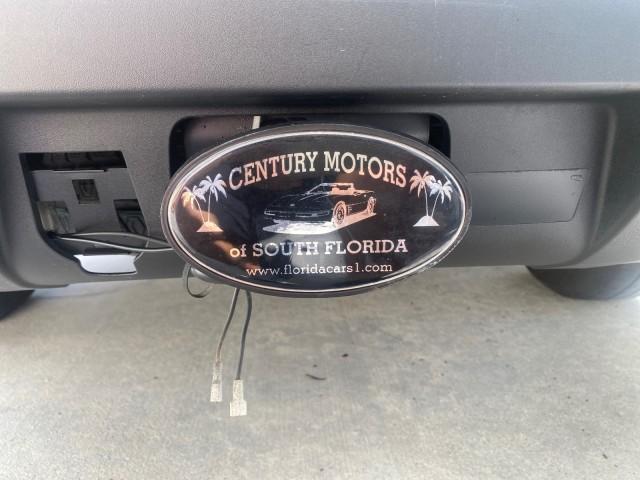 CENTURY MOTORS
of SOUTH FLORIDA
www.floridacars1.com